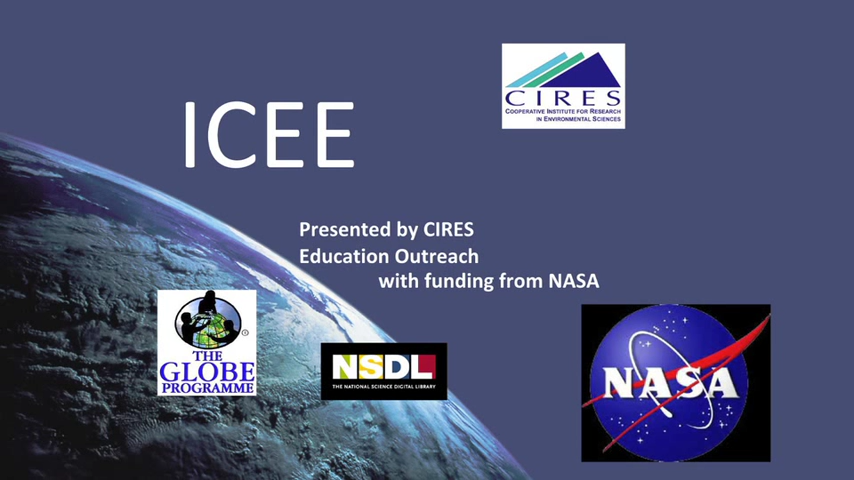 CIRES
COOPERATIVE INSTITUTE FOR RESEARCH
IN ENVIRONMENTAL SCIENCES
ICEE
Presented by CIRES
Education Outreach
with funding from NASA
THE
GLOBE
PROGRAMME
NSDL
THE NATIONAL SCIENCE DIGITAL LIBRARY
NASA